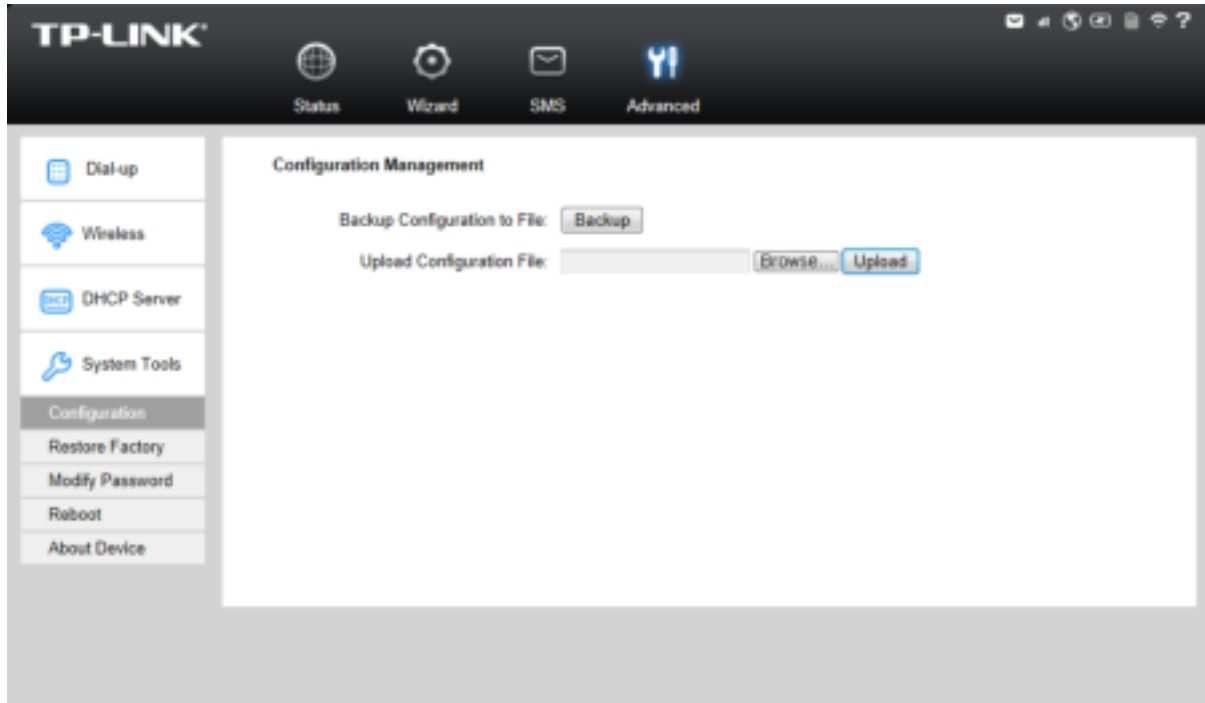 TP-LINK
Status Wizard SMS Advanced
Dial-up
Wireless
DHCP Server
System Tools
Configuration
Restore Factory
Modify Password
Reboot
About Device
Configuration Management
Backup Configuration to File: Backup
Upload Configuration File: Browse... Upload